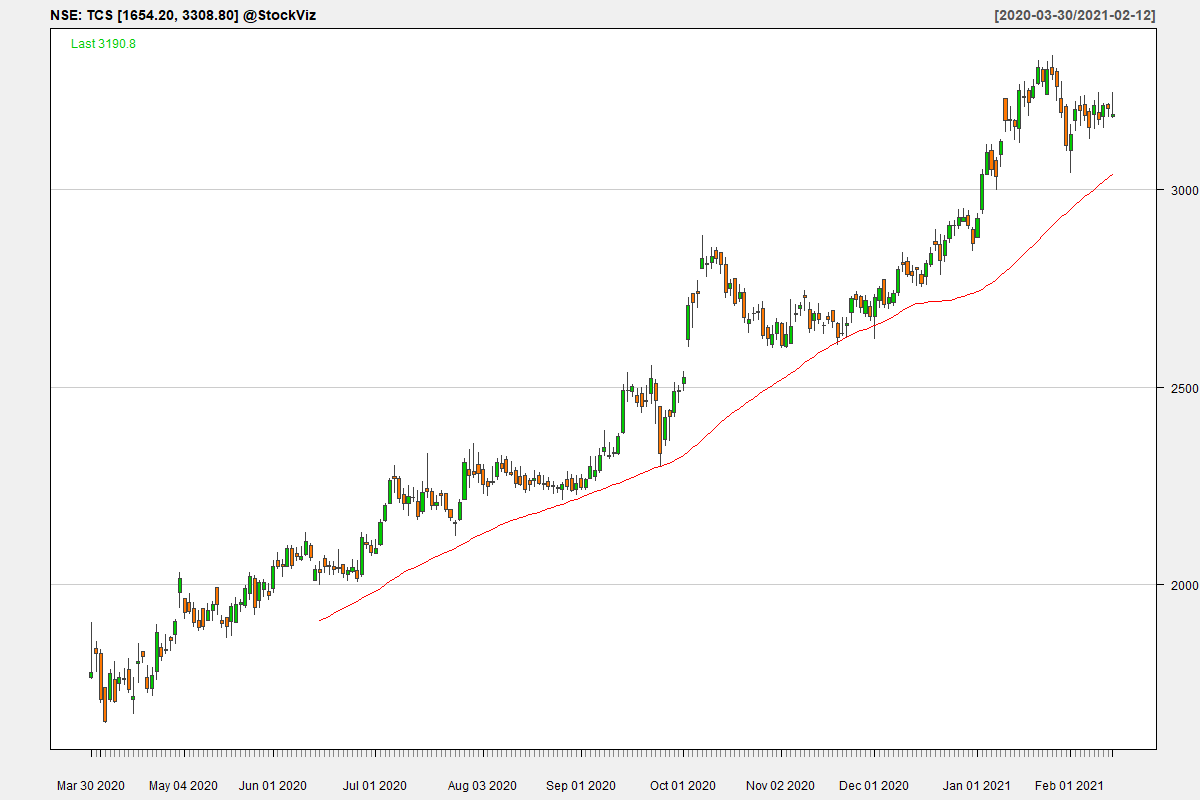 NSE: TCS [1654.20, 3308.80] @StockViz
[2020-03-30/2021-02-12]
Last 3190.8
3000
2500
2000
Mar 30 2020 May 04 2020 Jun 01 2020 Jul 01 2020 Aug 03 2020 Sep 01 2020 Oct 01 2020 Nov 02 2020 Dec 01 2020 Jan 01 2021 Feb 01 2021